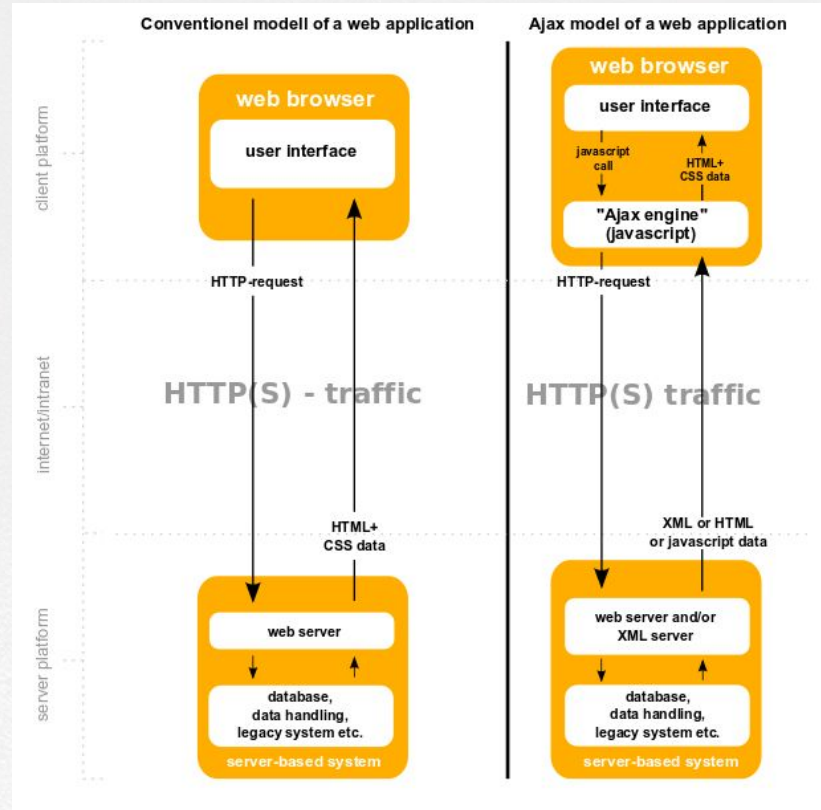 Conventionel modell of a web application
web browser
user interface
HTTP-request
HTTP(S) - traffic
HTML+
CSS data
web server
database,
data handling,
legacy system etc.
server-based system
Ajax model of a web application
web browser
user interface
javascript
call
HTML+
CSS data
"Ajax engine"
(javascript)
HTTP-request
HTTP(S) traffic
XML or HTML
or javascript data
web server and/or
XML server
database,
data handling,
legacy system etc.
server-based system
client platform
internet/intranet
server platform